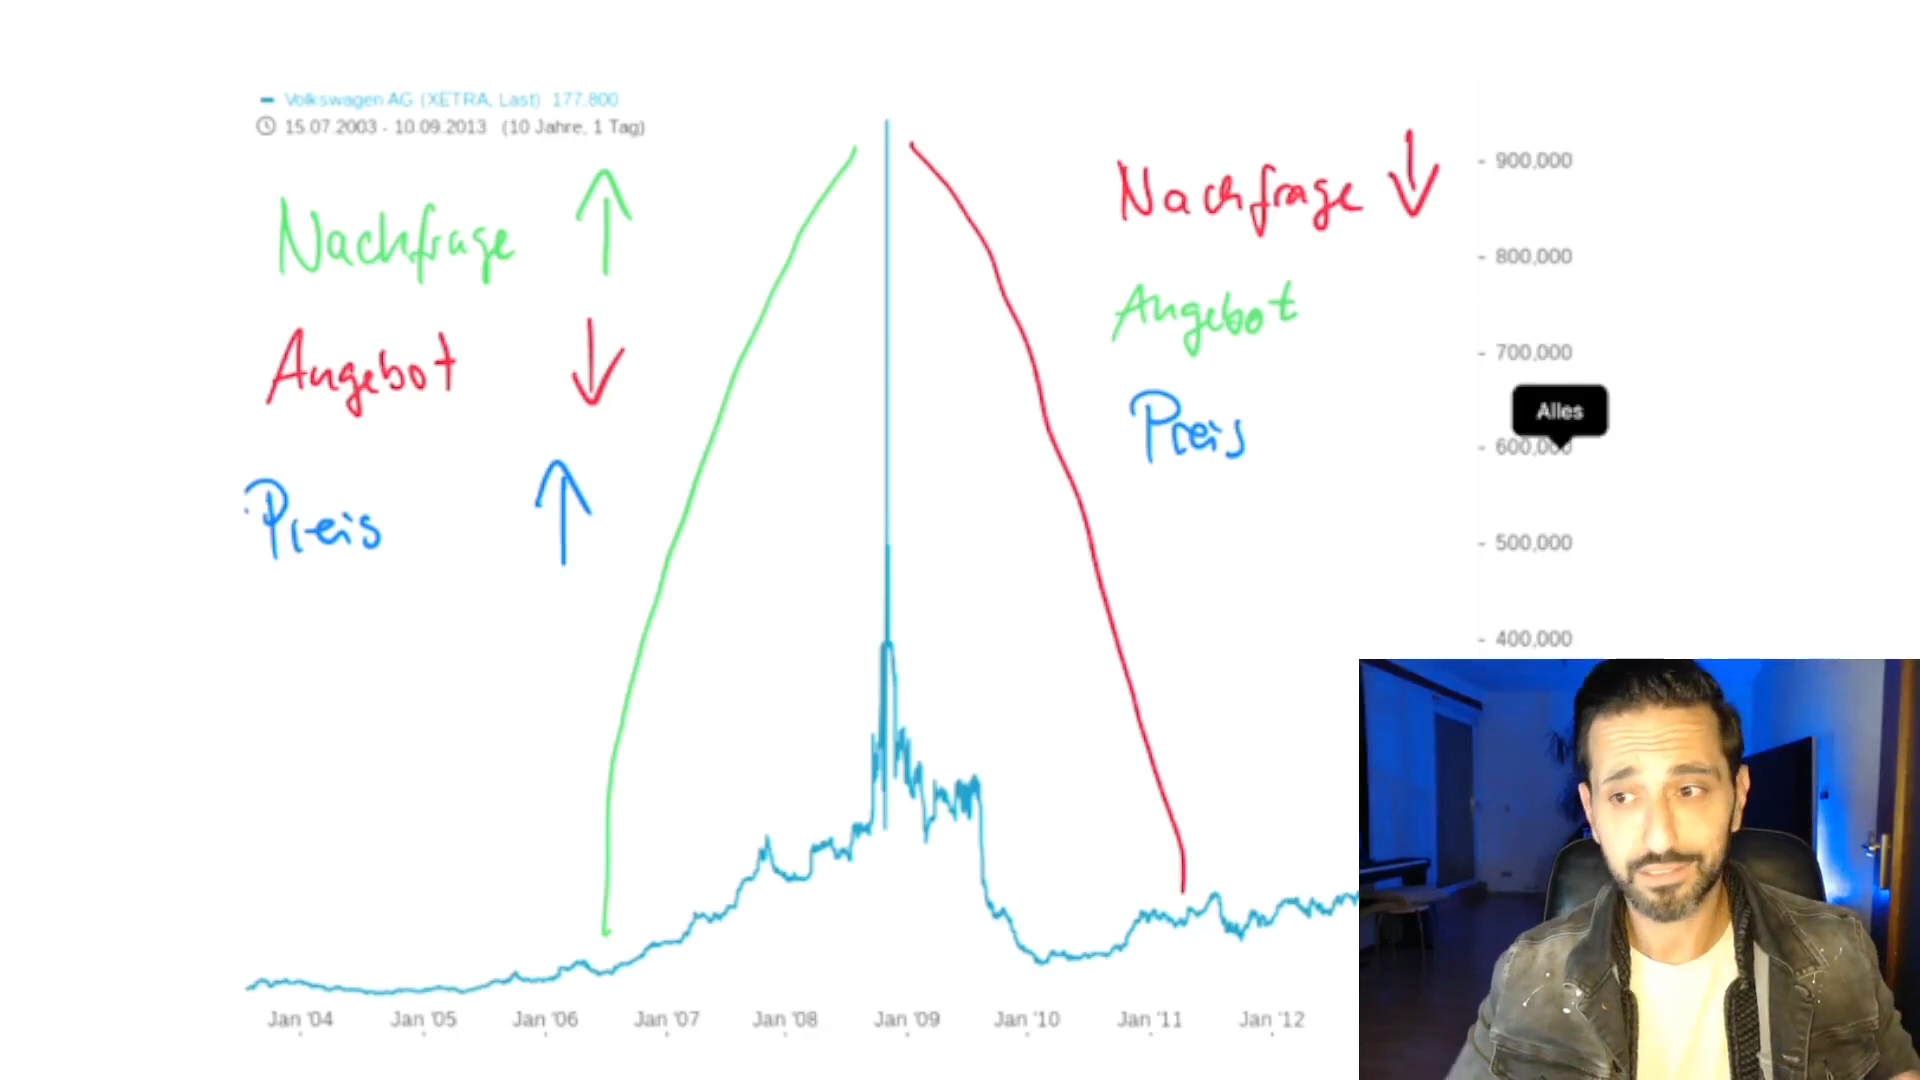 Volkswagen AG (XETRA, Last) 177,800
15.07.2003 - 10.09.2013 (10 Jahre, 1 Tag)
Nachfrage
Angebot
Preis
Nachfrage
Angebot
Preis
- 900,000
- 800,000
- 700,000
Alles
- 600,000
- 500,000
- 400,000
Jan '04 Jan '05 Jan '06 Jan '07 Jan '08 Jan '09 Jan '10 Jan '11 Jan '12